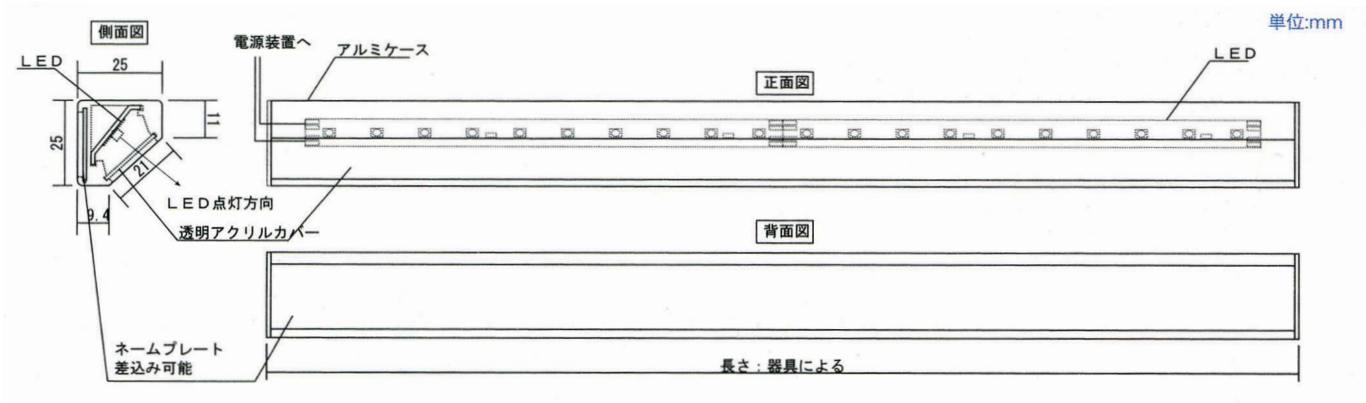 単位:mm
側面図
LED
25
25
11
21
9.4
LED点灯方向
透明アクリルカバー
ネームプレート
差込み可能
電源装置へ
アルミケース
正面図
LED
背面図
長さ:器具による